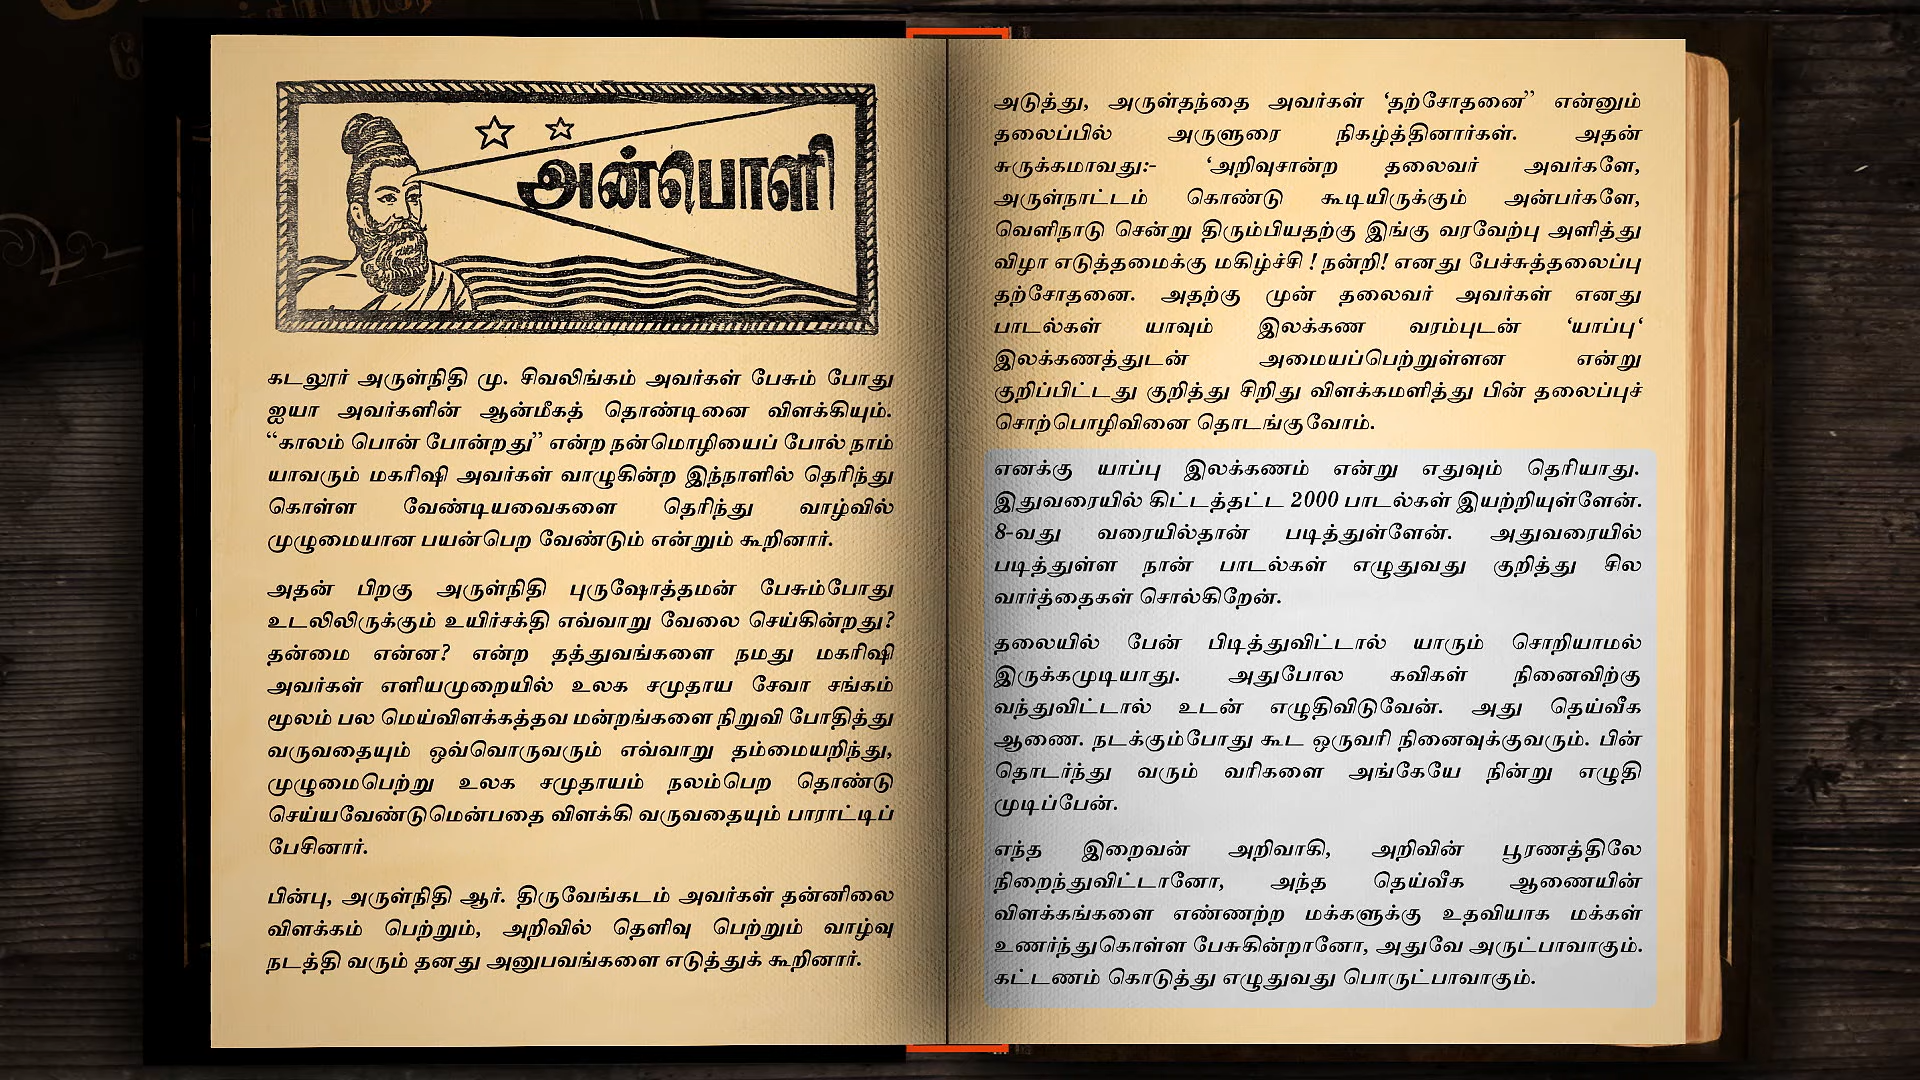 அன்பொளி
கடலூர் அருள்நிதி மு. சிவலிங்கம் அவர்கள் பேசும் போது
ஐயா அவர்களின் ஆன்மீகத் தொண்டினை விளக்கியும்.
“காலம் பொன் போன்றது” என்ற நன்மொழியைப் போல் நாம்
யாவரும் மகரிஷி அவர்கள் வாழுகின்ற இந்நாளில் தெரிந்து
கொள்ள வேண்டியவைகளை தெரிந்து வாழ்வில்
முழுமையான பயன்பெற வேண்டும் என்றும் கூறினார்.
அதன் பிறகு அருள்நிதி புருஷோத்தமன் பேசும்போது
உடலிலிருக்கும் உயிர்சக்தி எவ்வாறு வேலை செய்கின்றது?
தன்மை என்ன? என்ற தத்துவங்களை நமது மகரிஷி
அவர்கள் எளியமுறையில் உலக சமுதாய சேவா சங்கம்
மூலம் பல மெய்விளக்கத்தவ மன்றங்களை நிறுவி போதித்து
வருவதையும் ஒவ்வொருவரும் எவ்வாறு தம்மையறிந்து,
முழுமைபெற்று உலக சமுதாயம் நலம்பெற தொண்டு
செய்யவேண்டுமென்பதை விளக்கி வருவதையும் பாராட்டிப்
பேசினார்.
பின்பு, அருள்நிதி ஆர். திருவேங்கடம் அவர்கள் தன்னிலை
விளக்கம் பெற்றும், அறிவில் தெளிவு பெற்றும் வாழ்வு
நடத்தி வரும் தனது அனுபவங்களை எடுத்துக் கூறினார்.
அடுத்து, அருள்தந்தை அவர்கள் ‘தற்சோதனை” என்னும்
தலைப்பில் அருளுரை நிகழ்த்தினார்கள். அதன்
சுருக்கமாவது:- ‘அறிவுசான்ற தலைவர் அவர்களே,
அருள்நாட்டம் கொண்டு கூடியிருக்கும் அன்பர்களே,
வெளிநாடு சென்று திரும்பியதற்கு இங்கு வரவேற்பு அளித்து
விழா எடுத்தமைக்கு மகிழ்ச்சி ! நன்றி! எனது பேச்சுத்தலைப்பு
தற்சோதனை. அதற்கு முன் தலைவர் அவர்கள் எனது
பாடல்கள் யாவும் இலக்கண வரம்புடன் ‘யாப்பு‘
இலக்கணத்துடன் அமையப்பெற்றுள்ளன என்று
குறிப்பிட்டது குறித்து சிறிது விளக்கமளித்து பின் தலைப்புச்
சொற்பொழிவினை தொடங்குவோம்.
எனக்கு யாப்பு இலக்கணம் என்று எதுவும் தெரியாது.
இதுவரையில் கிட்டத்தட்ட 2000 பாடல்கள் இயற்றியுள்ளேன்.
8-வது வரையில்தான் படித்துள்ளேன். அதுவரையில்
படித்துள்ள நான் பாடல்கள் எழுதுவது குறித்து சில
வார்த்தைகள் சொல்கிறேன்.
தலையில் பேன் பிடித்துவிட்டால் யாரும் சொறியாமல்
இருக்கமுடியாது. அதுபோல கவிகள் நினைவிற்கு
வந்துவிட்டால் உடன் எழுதிவிடுவேன். அது தெய்வீக
ஆணை. நடக்கும்போது கூட ஒருவரி நினைவுக்குவரும். பின்
தொடர்ந்து வரும் வரிகளை அங்கேயே நின்று எழுதி
முடிப்பேன்.
எந்த இறைவன் அறிவாகி, அறிவின் பூரணத்திலே
நிறைந்துவிட்டானோ, அந்த தெய்வீக ஆணையின்
விளக்கங்களை எண்ணற்ற மக்களுக்கு உதவியாக மக்கள்
உணர்ந்துகொள்ள பேசுகின்றானோ, அதுவே அருட்பாவாகும்.
கட்டணம் கொடுத்து எழுதுவது பொருட்பாவாகும்.